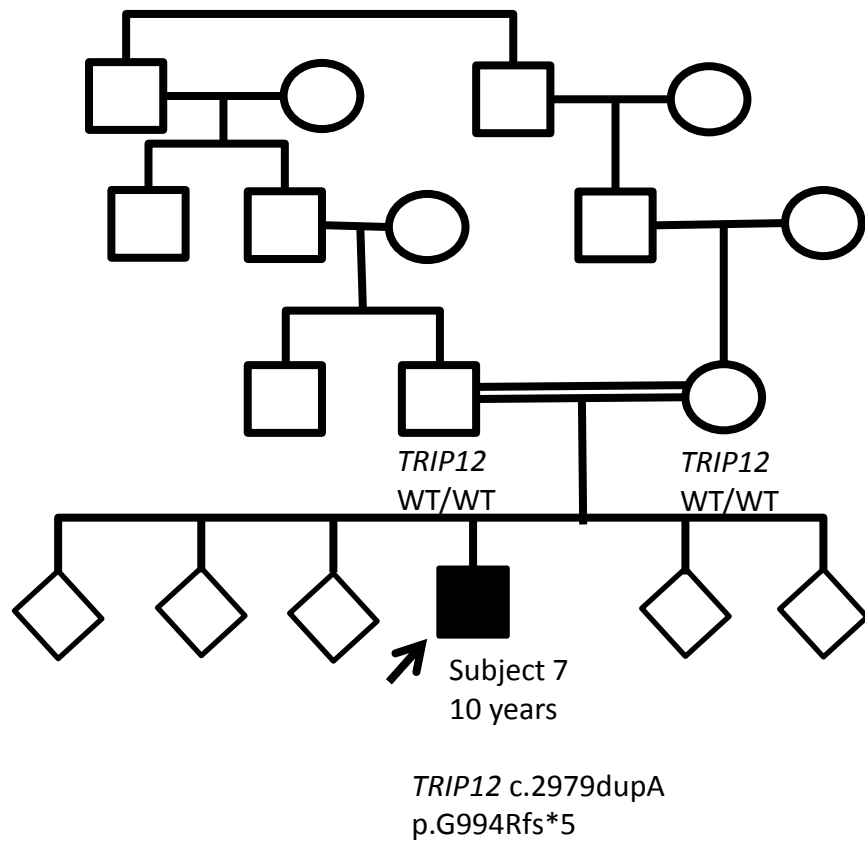 TRIP12
WT/WT
TRIP12
WT/WT
Subject 7
10 years
TRIP12 c.2979dupA
p.G994Rfs*5